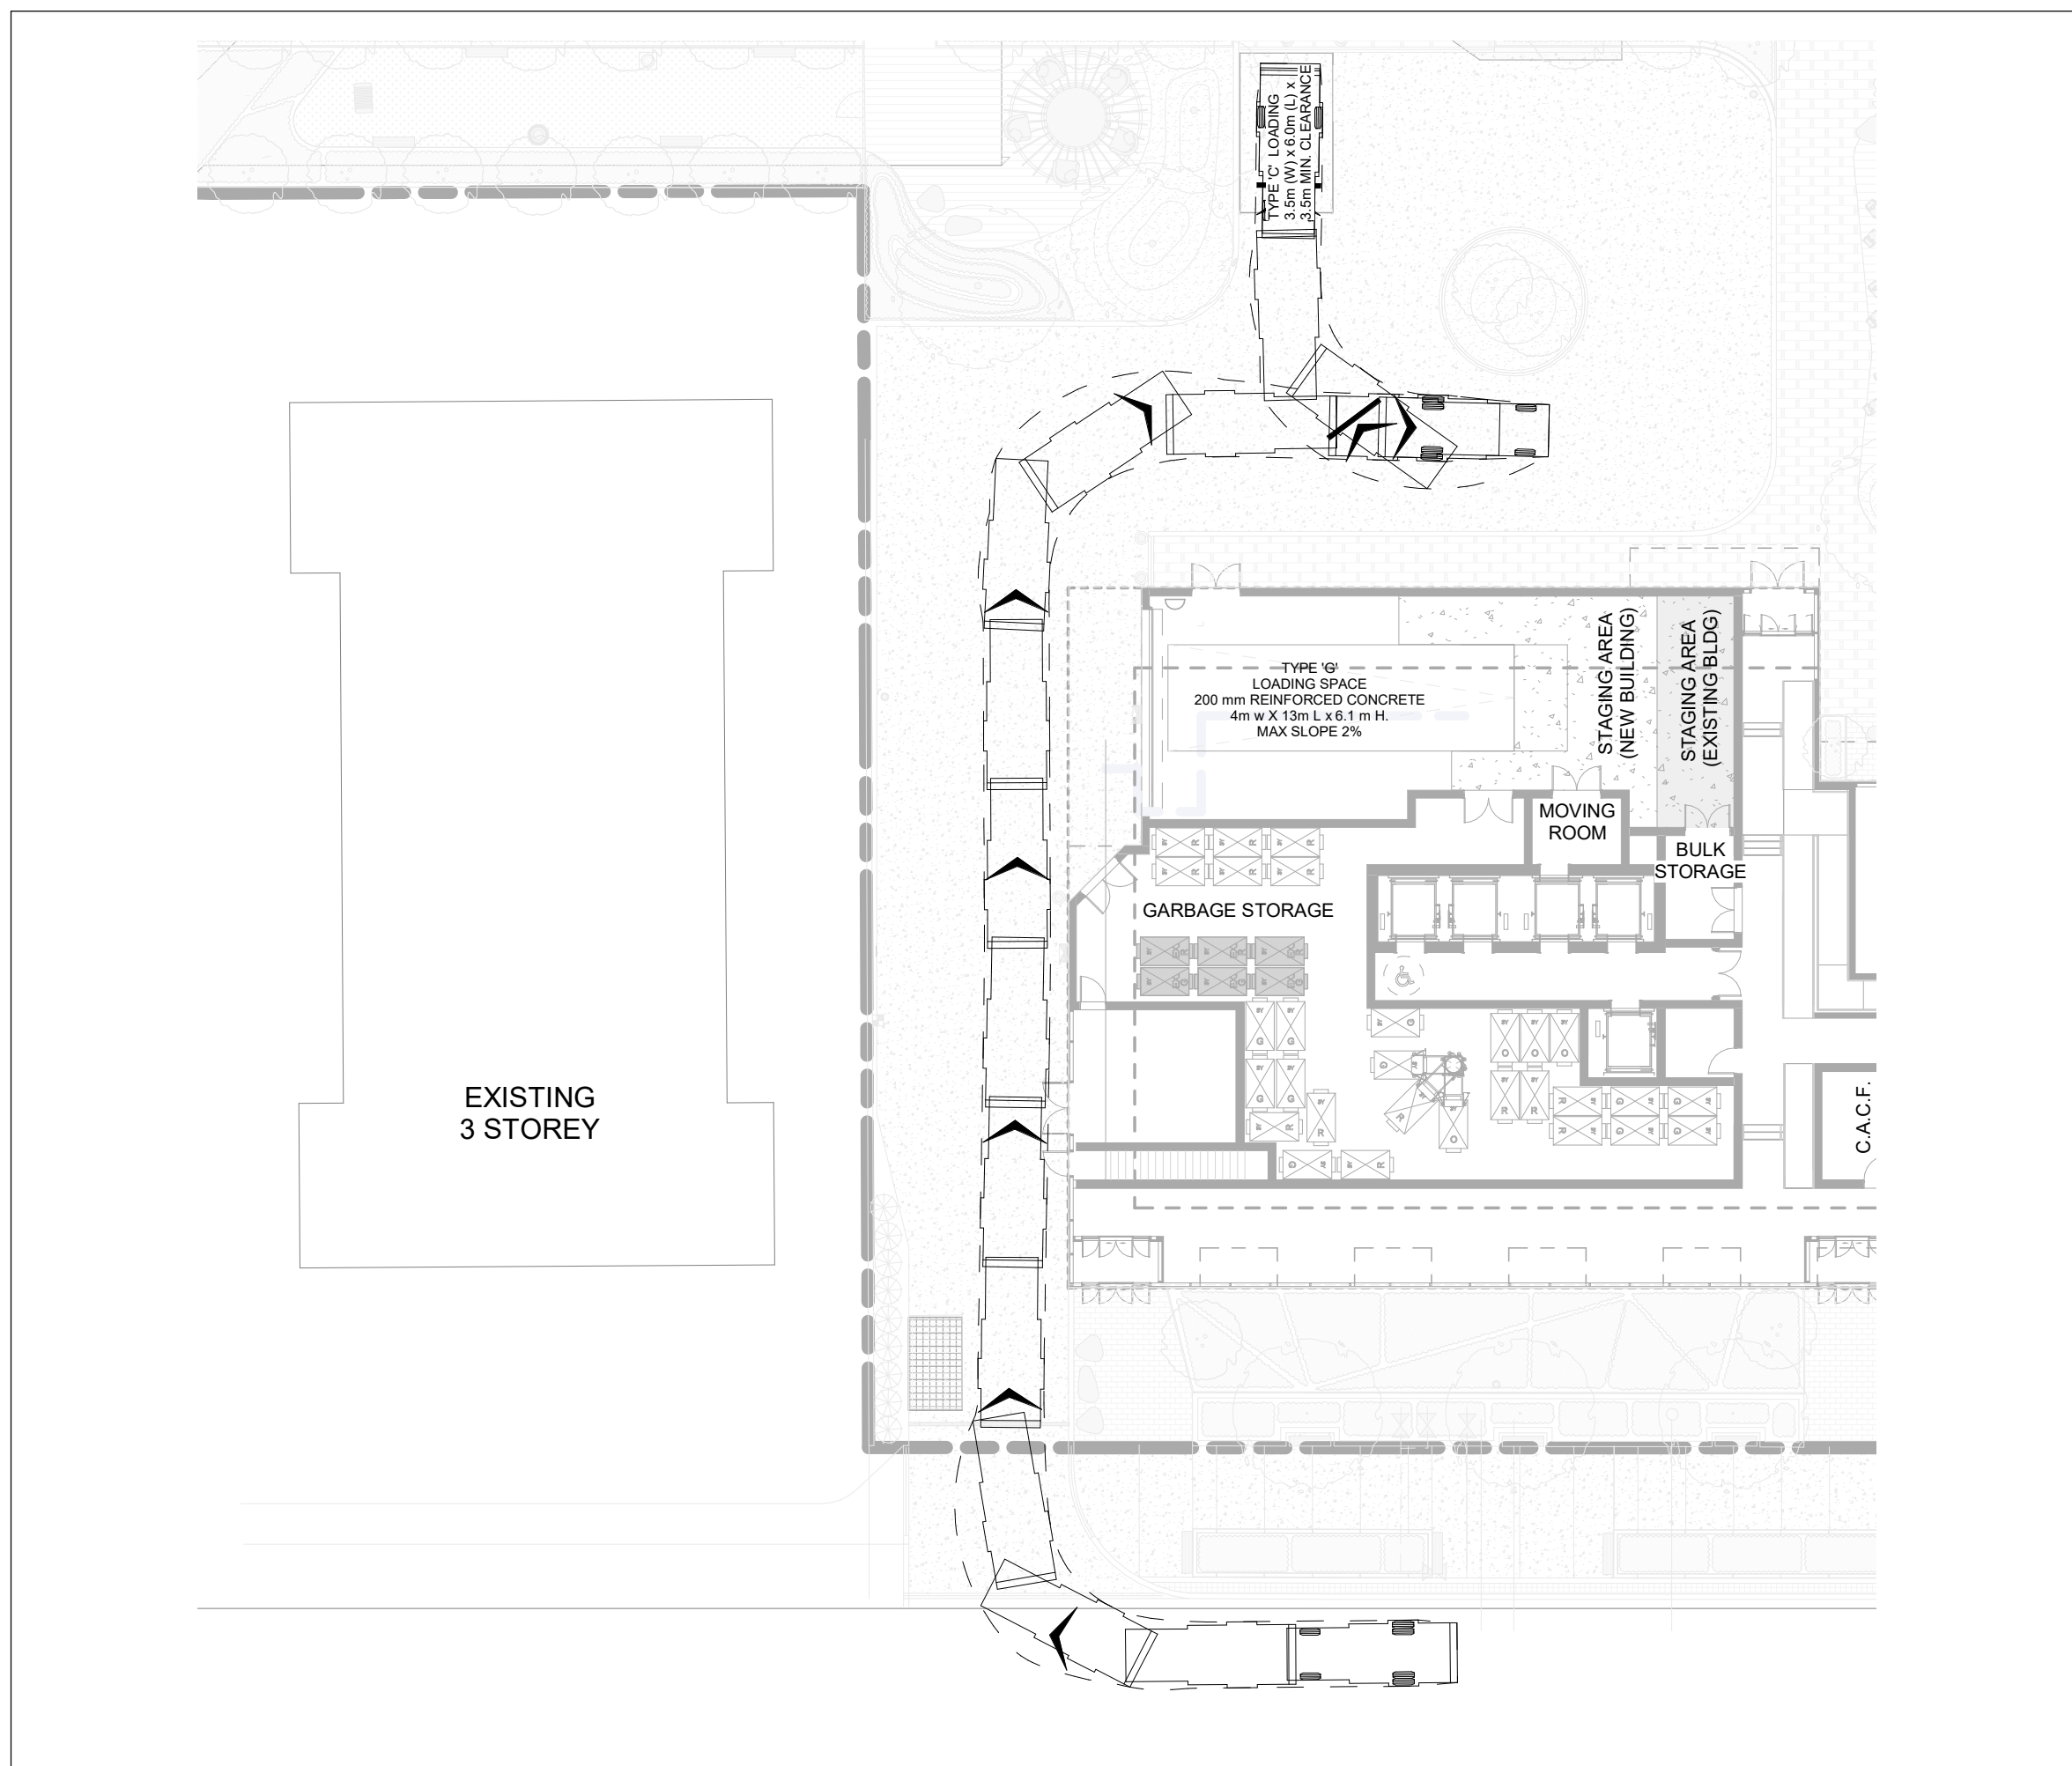 TYPE 'C'  LOADING
3.5m (W) x 6.0m (L) x
3.5m MIN. CLEARANCE
TYPE 'G'
LOADING SPACE
200 mm REINFORCED CONCRETE
4m w X 13m L x 6.1 m H.
MAX SLOPE 2%
STAGING AREA
(NEW BUILDING)
STAGING AREA
(EXISTING BLDG)
MOVING
ROOM
BULK
STORAGE
GARBAGE STORAGE
EXISTING
3 STOREY
C.A.C.F.